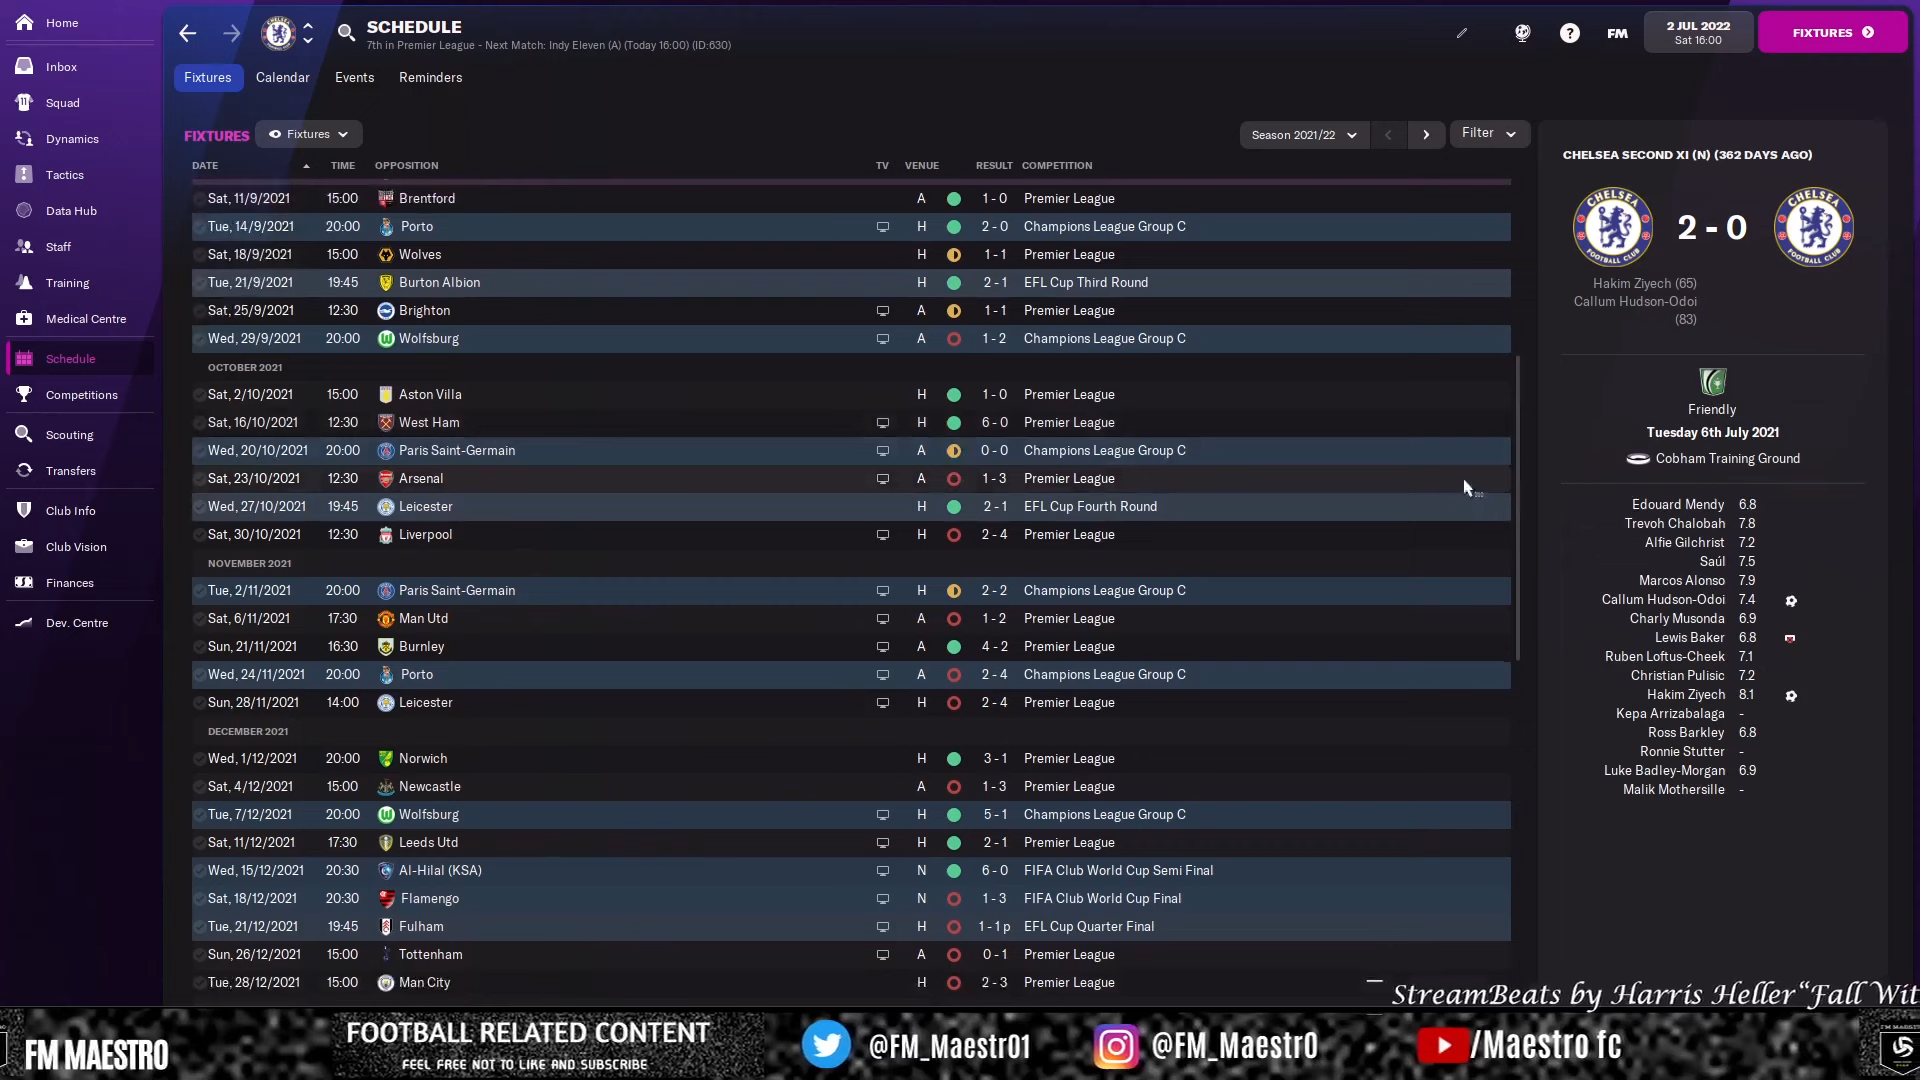 Home
Inbox
Squad
Dynamics
Tactics
Data Hub
Staff
Training
Medical Centre
Schedule
Competitions
Scouting
Transfers
Club Info
Club Vision
Finances
Dev. Centre
SCHEDULE
7th in Premier League - Next Match: Indy Eleven (A) (Today 16:00) (ID:630)
FM
2 JUL 2022
Sat 16:00
FIXTURES
Fixtures Calendar Events Reminders
FIXTURES Fixtures Season 2021/22 Filter
DATE TIME OPPOSITION TV VENUE RESULT COMPETITION
Sat, 11/9/2021 15:00 Brentford A 1 - 0 Premier League
Tue, 14/9/2021 20:00 Porto H 2 - 0 Champions League Group C
Sat, 18/9/2021 15:00 Wolves H 1 - 1 Premier League
Tue, 21/9/2021 19:45 Burton Albion H 2 - 1 EFL Cup Third Round
Sat, 25/9/2021 12:30 Brighton A 1 - 1 Premier League
Wed, 29/9/2021 20:00 Wolfsburg A 1 - 2 Champions League Group C
OCTOBER 2021
Sat, 2/10/2021 15:00 Aston Villa H 1 - 0 Premier League
Sat, 16/10/2021 12:30 West Ham H 6 - 0 Premier League
Wed, 20/10/2021 20:00 Paris Saint-Germain A 0 - 0 Champions League Group C
Sat, 23/10/2021 12:30 Arsenal A 1 - 3 Premier League
Wed, 27/10/2021 19:45 Leicester H 2 - 1 EFL Cup Fourth Round
Sat, 30/10/2021 12:30 Liverpool H 2 - 4 Premier League
NOVEMBER 2021
Tue, 2/11/2021 20:00 Paris Saint-Germain H 2 - 2 Champions League Group C
Sat, 6/11/2021 17:30 Man Utd A 1 - 2 Premier League
Sun, 21/11/2021 16:30 Burnley A 4 - 2 Premier League
Wed, 24/11/2021 20:00 Porto A 2 - 4 Champions League Group C
Sun, 28/11/2021 14:00 Leicester H 2 - 4 Premier League
DECEMBER 2021
Wed, 1/12/2021 20:00 Norwich H 3 - 1 Premier League
Sat, 4/12/2021 15:00 Newcastle A 1 - 3 Premier League
Tue, 7/12/2021 20:00 Wolfsburg H 5 - 1 Champions League Group C
Sat, 11/12/2021 17:30 Leeds Utd H 2 - 1 Premier League
Wed, 15/12/2021 20:30 Al-Hilal (KSA) N 6 - 0 FIFA Club World Cup Semi Final
Sat, 18/12/2021 20:30 Flamengo N 1 - 3 FIFA Club World Cup Final
Tue, 21/12/2021 19:45 Fulham H 1 - 1 p EFL Cup Quarter Final
Sun, 26/12/2021 15:00 Tottenham A 0 - 1 Premier League
Tue, 28/12/2021 15:00 Man City H 2 - 3 Premier League
CHELSEA SECOND XI (N) (362 DAYS AGO)
CHELSEA FOOTBALL CLUB 2 - 0 CHELSEA FOOTBALL CLUB
Hakim Ziyech (65)
Callum Hudson-Odoi
(83)
Friendly
Tuesday 6th July 2021
Cobham Training Ground
Edouard Mendy 6.8
Trevoh Chalobah 7.8
Alfie Gilchrist 7.2
Saúl 7.5
Marcos Alonso 7.9
Callum Hudson-Odoi 7.4
Charly Musonda 6.9
Lewis Baker 6.8
Ruben Loftus-Cheek 7.1
Christian Pulisic 7.2
Hakim Ziyech 8.1
Kepa Arrizabalaga -
Ross Barkley 6.8
Ronnie Stutter -
Luke Badley-Morgan 6.9
Malik Mothersille -
StreamBeats by Harris Heller "Fall Wit
FM MAESTRO
FOOTBALL RELATED CONTENT
FEEL FREE NOT TO LIKE AND SUBSCRIBE
@FM_Maestr01
@FM_Maestr0
/Maestro fc